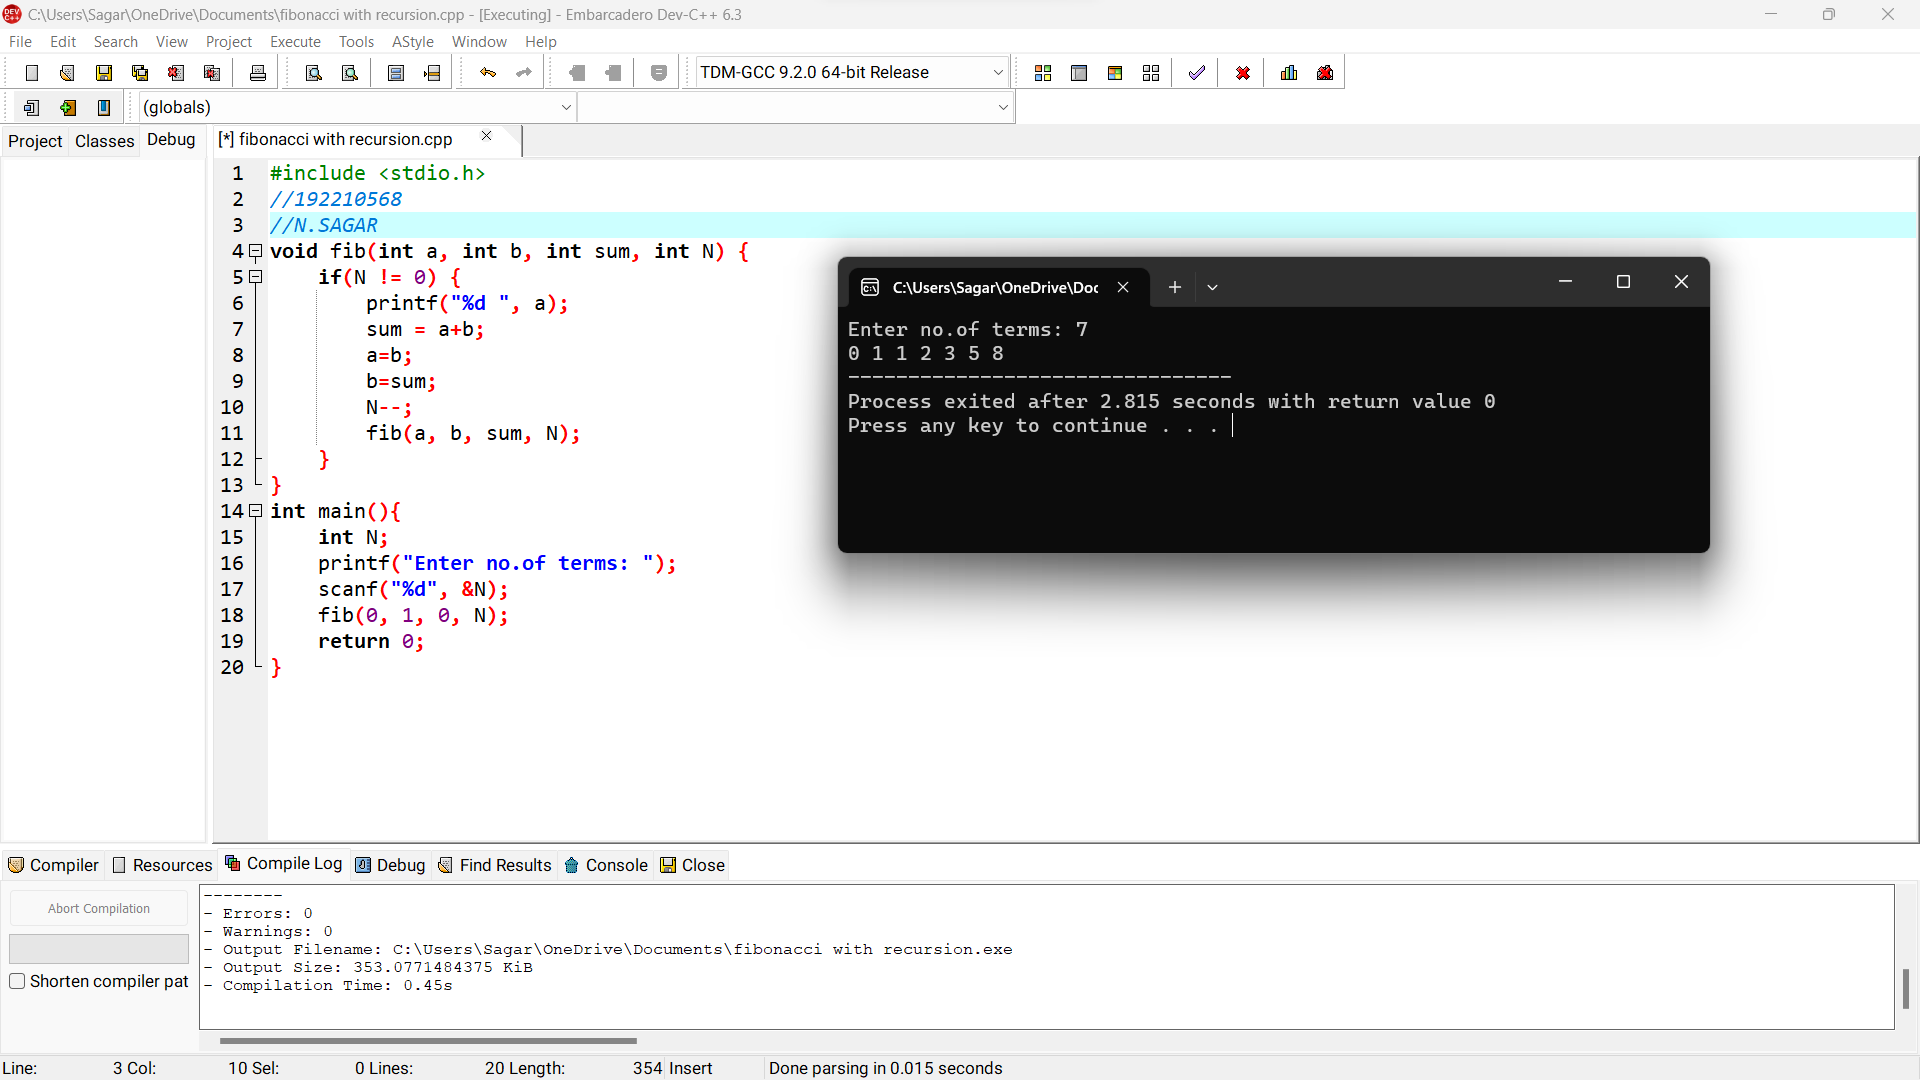 C:\Users\Sagar\OneDrive\Documents\fibonacci with recursion.cpp - [Executing] - Embarcadero Dev-C++ 6.3
File Edit Search View Project Execute Tools AStyle Window Help
TDM-GCC 9.2.0 64-bit Release
(globals)
Project Classes Debug
[*] fibonacci with recursion.cpp
1 #include <stdio.h>
2 //192210568
3 //N.SAGAR
4 void fib(int a, int b, int sum, int N) {
5 if(N != 0) {
6 printf("%d ", a);
7 sum = a+b;
8 a=b;
9 b=sum;
10 N--;
11 fib(a, b, sum, N);
12 }
13 }
14 int main(){
15 int N;
16 printf("Enter no.of terms: ");
17 scanf("%d", &N);
18 fib(0, 1, 0, N);
19 return 0;
20 }
C:\Users\Sagar\OneDrive\Doc
Enter no.of terms: 7
0 1 1 2 3 5 8
--------------------------------
Process exited after 2.815 seconds with return value 0
Press any key to continue . . .
Compiler Resources Compile Log Debug Find Results Console Close
Abort Compilation
Shorten compiler pat
--------
- Errors: 0
- Warnings: 0
- Output Filename: C:\Users\Sagar\OneDrive\Documents\fibonacci with recursion.exe
- Output Size: 353.0771484375 KiB
- Compilation Time: 0.45s
Line: 3 Col: 10 Sel: 0 Lines: 20 Length: 354 Insert Done parsing in 0.015 seconds